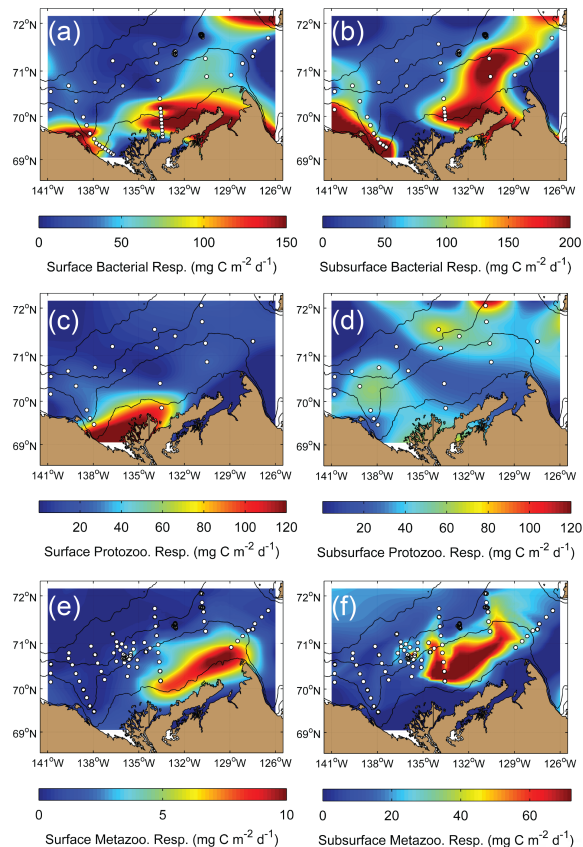 (a)
72°N
71°N
70°N
69°N
141°W 138°W 135°W 132°W 129°W 126°W
0 50 100 150
Surface Bacterial Resp. (mg C m⁻² d⁻¹)
(b)
72°N
71°N
70°N
69°N
141°W 138°W 135°W 132°W 129°W 126°W
0 50 100 150 200
Subsurface Bacterial Resp. (mg C m⁻² d⁻¹)
(c)
72°N
71°N
70°N
69°N
141°W 138°W 135°W 132°W 129°W 126°W
20 40 60 80 100 120
Surface Protozoo. Resp. (mg C m⁻² d⁻¹)
(d)
72°N
71°N
70°N
69°N
141°W 138°W 135°W 132°W 129°W 126°W
20 40 60 80 100 120
Subsurface Protozoo. Resp. (mg C m⁻² d⁻¹)
(e)
72°N
71°N
70°N
69°N
141°W 138°W 135°W 132°W 129°W 126°W
0 5 10
Surface Metazoo. Resp. (mg C m⁻² d⁻¹)
(f)
72°N
71°N
70°N
69°N
141°W 138°W 135°W 132°W 129°W 126°W
0 20 40 60
Subsurface Metazoo. Resp. (mg C m⁻² d⁻¹)